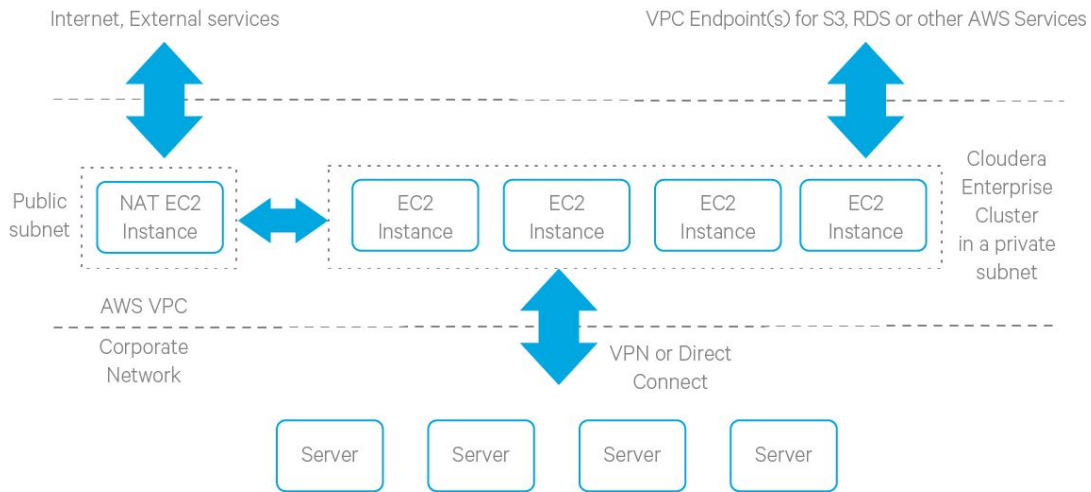 Internet, External services
VPC Endpoint(s) for S3, RDS or other AWS Services
Public
subnet
NAT EC2
Instance
EC2
Instance
EC2
Instance
EC2
Instance
EC2
Instance
Cloudera
Enterprise
Cluster
in a private
subnet
AWS VPC
Corporate
Network
VPN or Direct
Connect
Server
Server
Server
Server